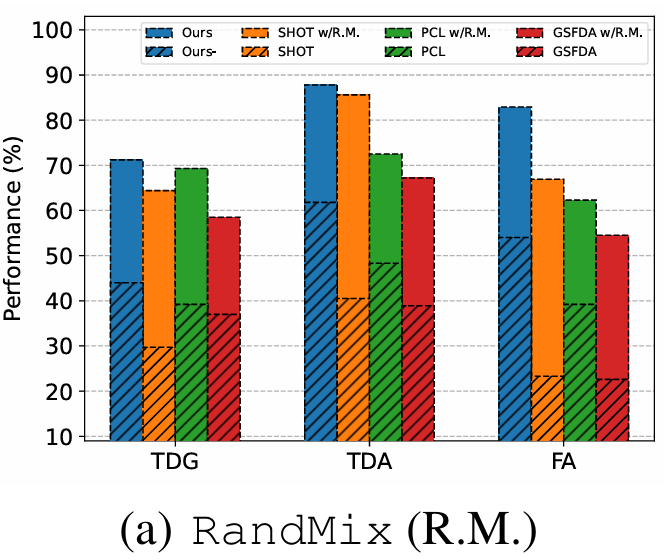 100
90
80
70
60
50
40
30
20
10
Performance (%)
Ours SHOT w/R.M. PCL w/R.M. GSFDA w/R.M.
Ours- SHOT PCL GSFDA
TDG TDA FA
(a) RandMix (R.M.)